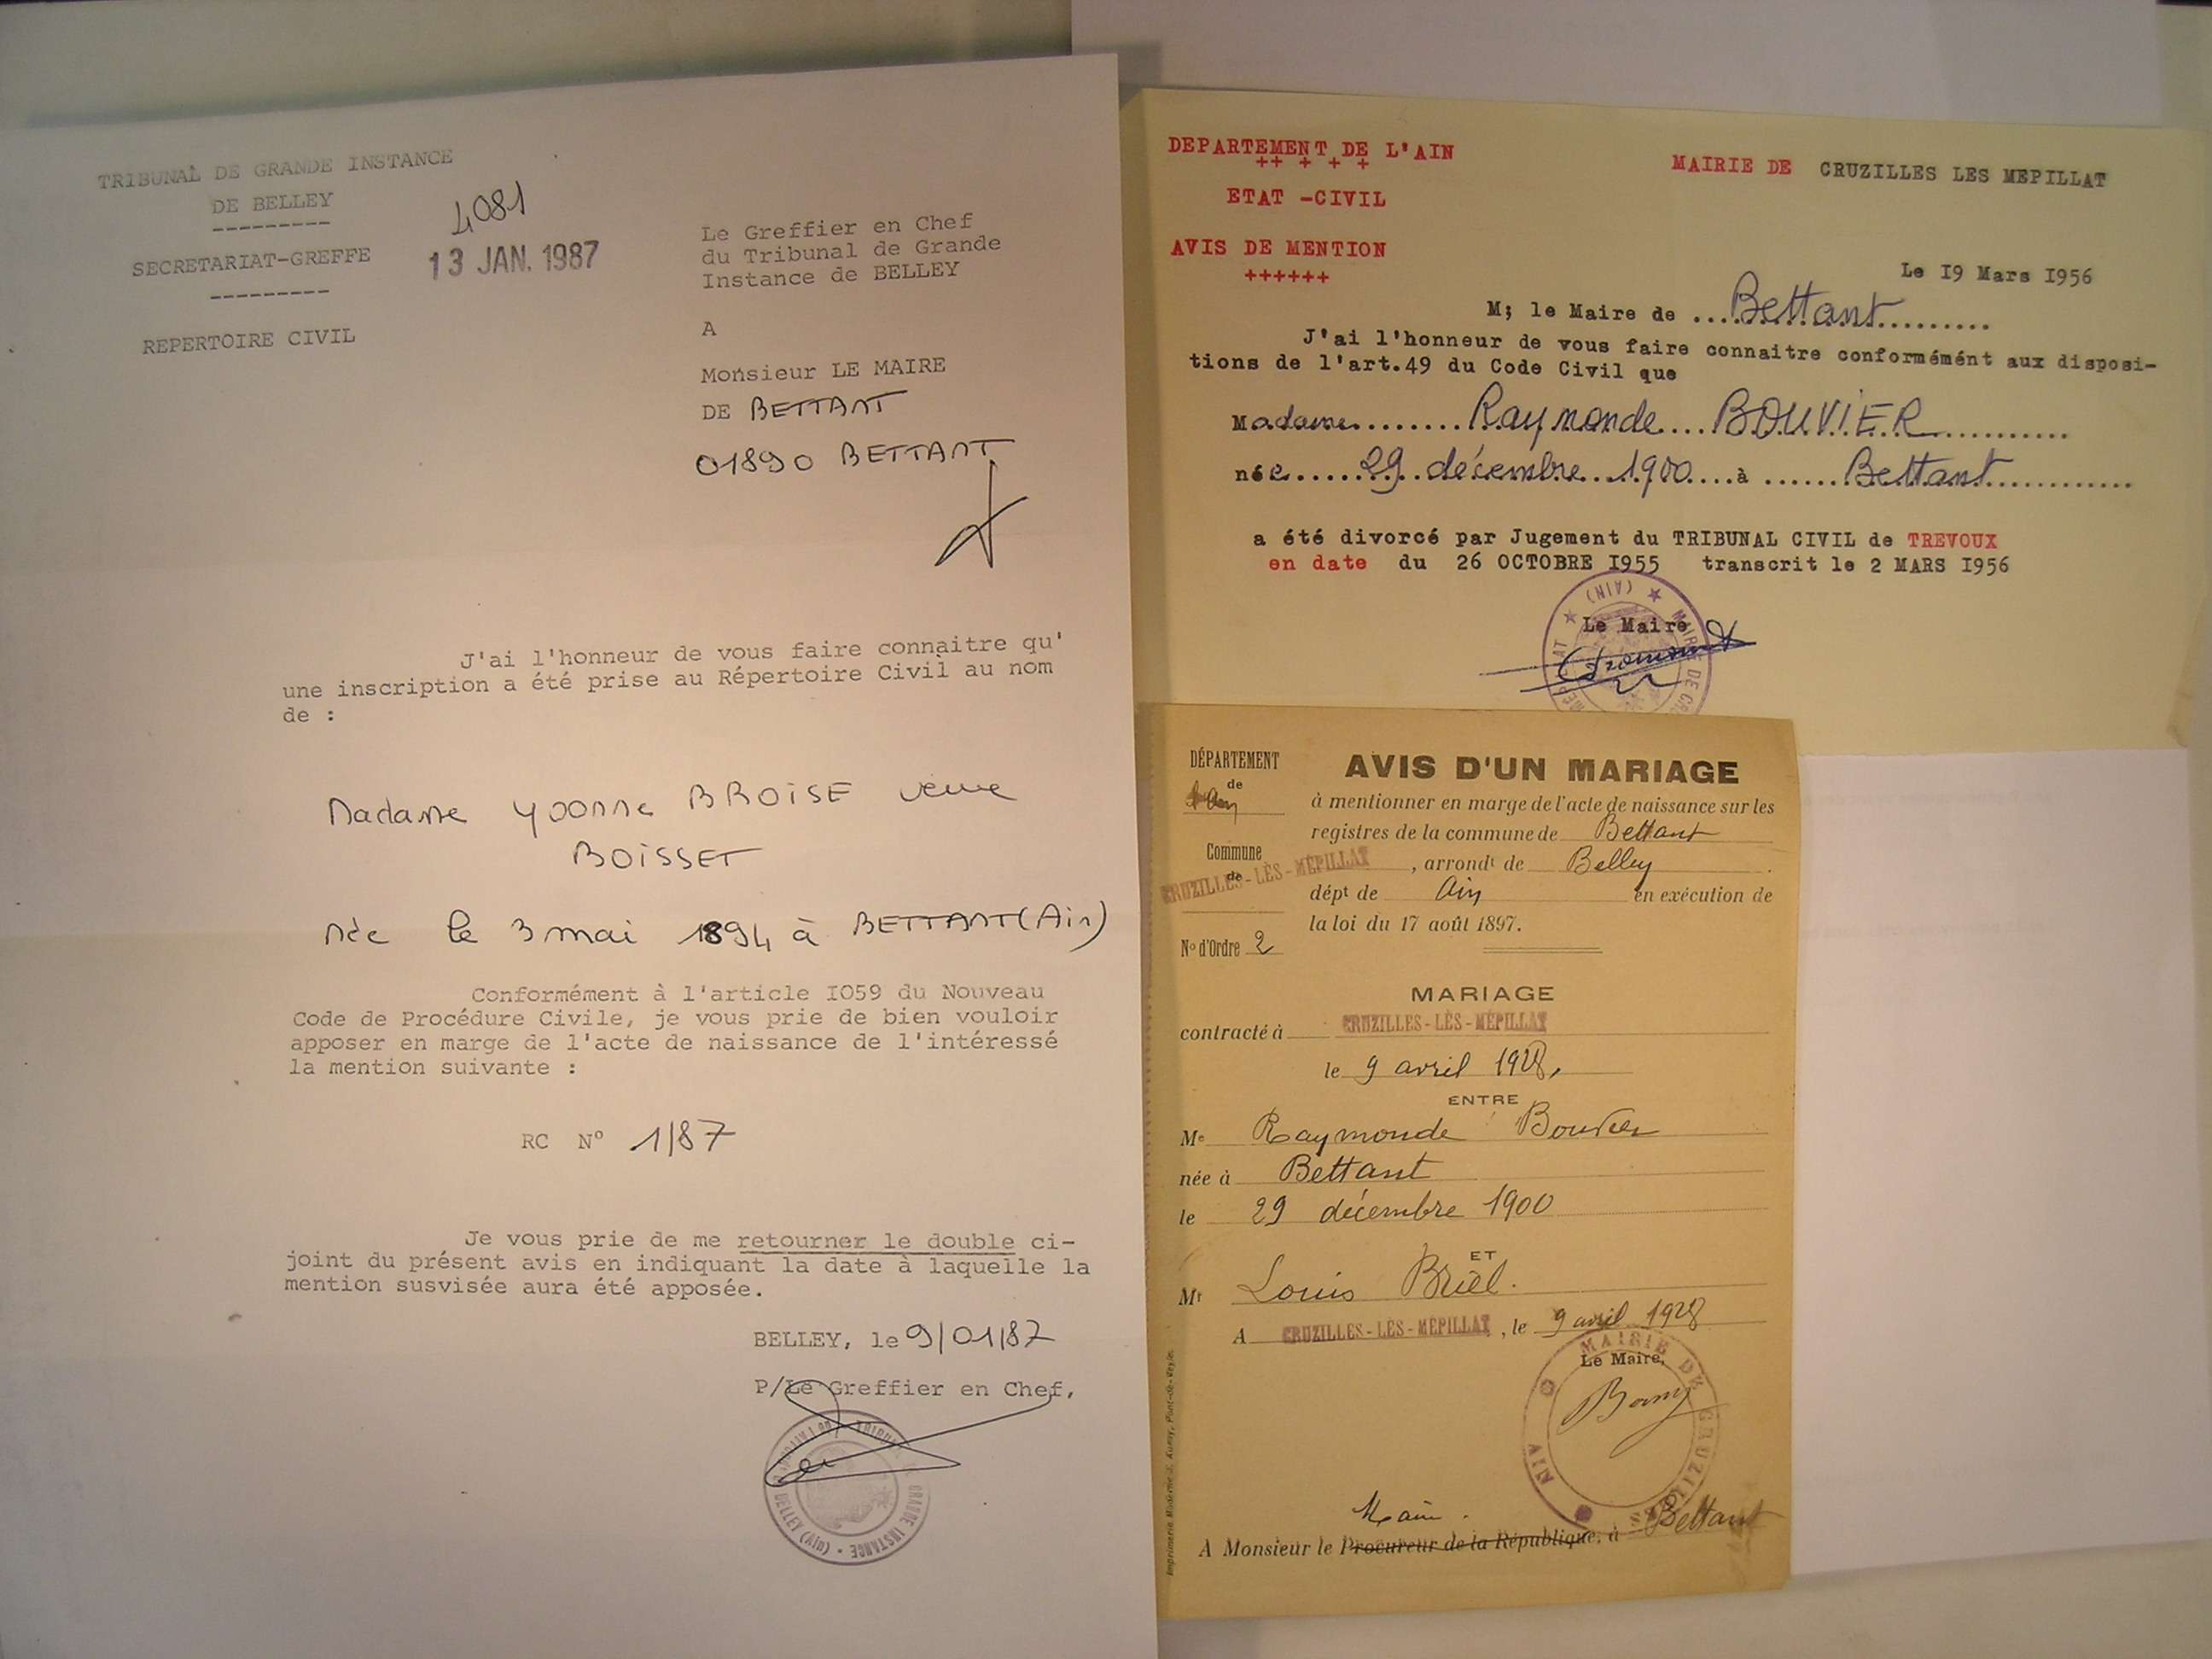 TRIBUNAL DE GRANDE INSTANCE
DE BELLEY
---------
SECRETARIAT-GREFFE
---------
REPERTOIRE CIVIL
4081
13 JAN. 1987
Le Greffier en Chef
du Tribunal de Grande
Instance de BELLEY
A
Monsieur LE MAIRE
DE BETTANT
01890 BETTANT
J'ai l'honneur de vous faire connaitre qu'
une inscription a été prise au Répertoire Civil au nom
de :
Madame Yvonne BROISE veuve
BOISSET
née le 3 mai 1894 à BETTANT (Ain)
Conformément à l'article I059 du Nouveau
Code de Procédure Civile, je vous prie de bien vouloir
apposer en marge de l'acte de naissance de l'intéressé
la mention suivante :
RC N° 1/87
Je vous prie de me retourner le double ci-
joint du présent avis en indiquant la date à laquelle la
mention susvisée aura été apposée.
BELLEY, le 9/01/87
P/Le Greffier en Chef,
GRANDE INSTANCE
BELLEY (Ain)
DEPARTEMENT DE L'AIN
++ + + +
ETAT -CIVIL
AVIS DE MENTION
++++++
MAIRIE DE CRUZILLES LES MEPILLAT
Le I9 Mars I956
M; le Maire de ....Bettant.........
J'ai l'honneur de vous faire connaitre conformémént aux disposi-
tions de l'art.49 du Code Civil que
Madame........Raymonde....BOUVIER...........
née......29 décembre 1900....à ......Bettant............
a été divorcé par Jugement du TRIBUNAL CIVIL de TREVOUX
en date du 26 OCTOBRE I955 transcrit le 2 MARS I956
Le Maire
(AIN)
DÉPARTEMENT
de
l'Ain
Commune
de
CRUZILLES-LÈS-MÉPILLAT
N° d'Ordre 2
AVIS D'UN MARIAGE
à mentionner en marge de l'acte de naissance sur les
registres de la commune de Bettant
, arrondt de Belley.
dépt de Ain en exécution de
la loi du 17 août 1897.
MARIAGE
contracté à CRUZILLES-LÈS-MÉPILLAT
le 9 avril 1928,
ENTRE
Me Raymonde Bouvier
née à Bettant
le 29 décembre 1900
ET
Mr Louis Briel.
A CRUZILLES-LÈS-MÉPILLAT, le 9 avril 1928
Le Maire,
MAIRIE DE CRUZILLES
AIN
Maire.
A Monsieur le Procureur de la République, à Bettant